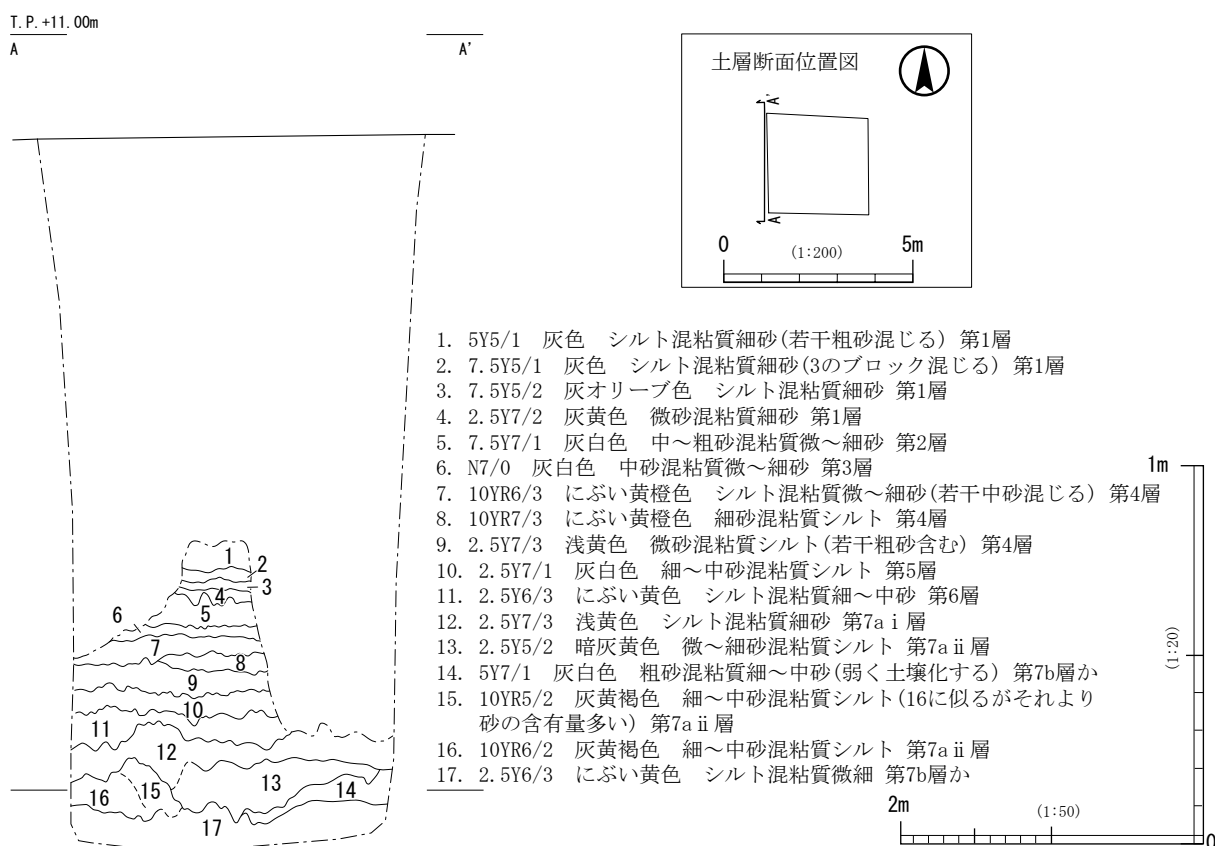 T.P.+11.00m
A
A'
土層断面位置図
A'
A
0
(1:200)
5m
1. 5Y5/1 灰色 シルト混粘質細砂(若干粗砂混じる) 第1層
2. 7.5Y5/1 灰色 シルト混粘質細砂(3のブロック混じる) 第1層
3. 7.5Y5/2 灰オリーブ色 シルト混粘質細砂 第1層
4. 2.5Y7/2 灰黄色 微砂混粘質細砂 第1層
5. 7.5Y7/1 灰白色 中～粗砂混粘質微～細砂 第2層
6. N7/0 灰白色 中砂混粘質微～細砂 第3層
7. 10YR6/3 にぶい黄橙色 シルト混粘質微～細砂(若干中砂混じる) 第4層
8. 10YR7/3 にぶい黄橙色 細砂混粘質シルト 第4層
9. 2.5Y7/3 浅黄色 微砂混粘質シルト(若干粗砂含む) 第4層
10. 2.5Y7/1 灰白色 細～中砂混粘質シルト 第5層
11. 2.5Y6/3 にぶい黄色 シルト混粘質細～中砂 第6層
12. 2.5Y7/3 浅黄色 シルト混粘質細砂 第7aⅰ層
13. 2.5Y5/2 暗灰黄色 微～細砂混粘質シルト 第7aⅱ層
14. 5Y7/1 灰白色 粗砂混粘質細～中砂(弱く土壌化する) 第7b層か
15. 10YR5/2 灰黄褐色 細～中砂混粘質シルト(16に似るがそれより
砂の含有量多い) 第7aⅱ層
16. 10YR6/2 灰黄褐色 細～中砂混粘質シルト 第7aⅱ層
17. 2.5Y6/3 にぶい黄色 シルト混粘質微細 第7b層か
1
2
3
4
5
6
7
8
9
10
11
12
13
14
15
16
17
1m
(1:20)
2m
(1:50)
0